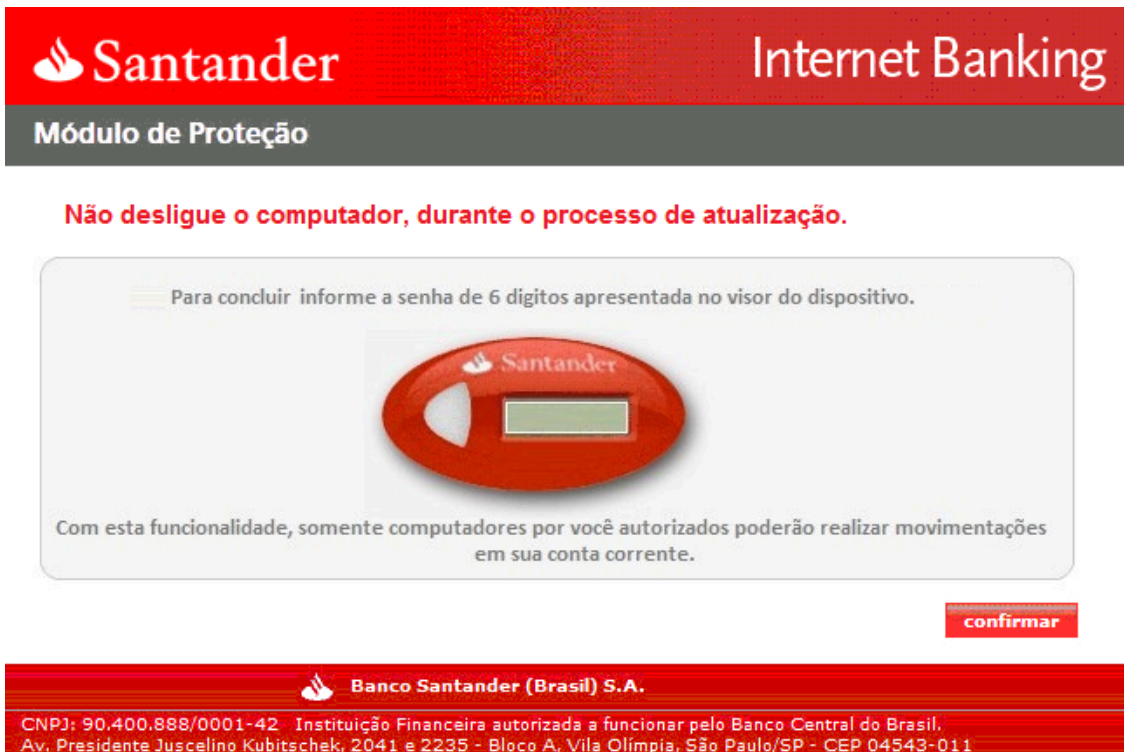 Santander
Internet Banking
Módulo de Proteção
Não desligue o computador, durante o processo de atualização.
Para concluir informe a senha de 6 digitos apresentada no visor do dispositivo.
Santander
Com esta funcionalidade, somente computadores por você autorizados poderão realizar movimentações
em sua conta corrente.
confirmar
Banco Santander (Brasil) S.A.
CNPJ: 90.400.888/0001-42 Instituição Financeira autorizada a funcionar pelo Banco Central do Brasil.
Av. Presidente Juscelino Kubitschek, 2041 e 2235 - Bloco A, Vila Olímpia, São Paulo/SP - CEP 04543-011